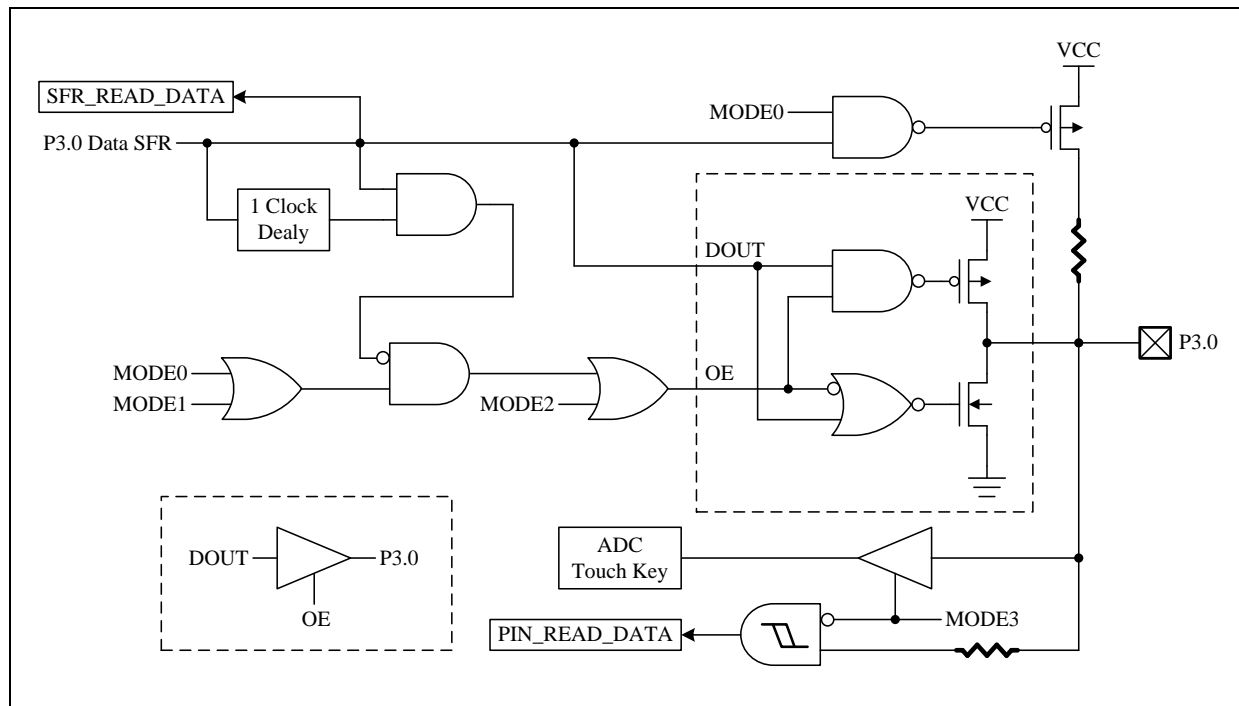 VCC
SFR_READ_DATA
MODE0
P3.0 Data SFR
1 Clock
Dealy
VCC
DOUT
P3.0
MODE0
MODE1
MODE2
OE
DOUT
P3.0
OE
ADC
Touch Key
MODE3
PIN_READ_DATA